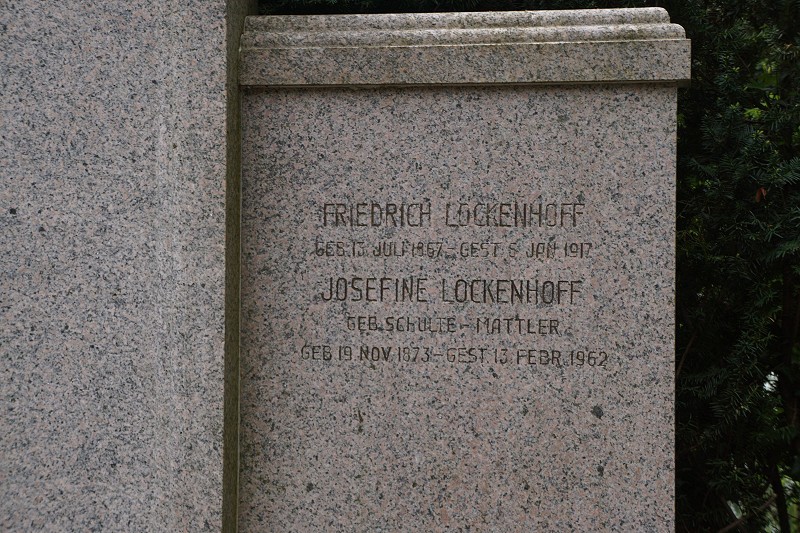 FRIEDRICH LÖCKENHOFF
GEB. 13. JULI 1867 – GEST. 6. JAN 1917
JOSEFINE LÖCKENHOFF
GEB. SCHULTE – MATTLER
GEB 19 NOV 1873 – GEST. 13. FEBR. 1962